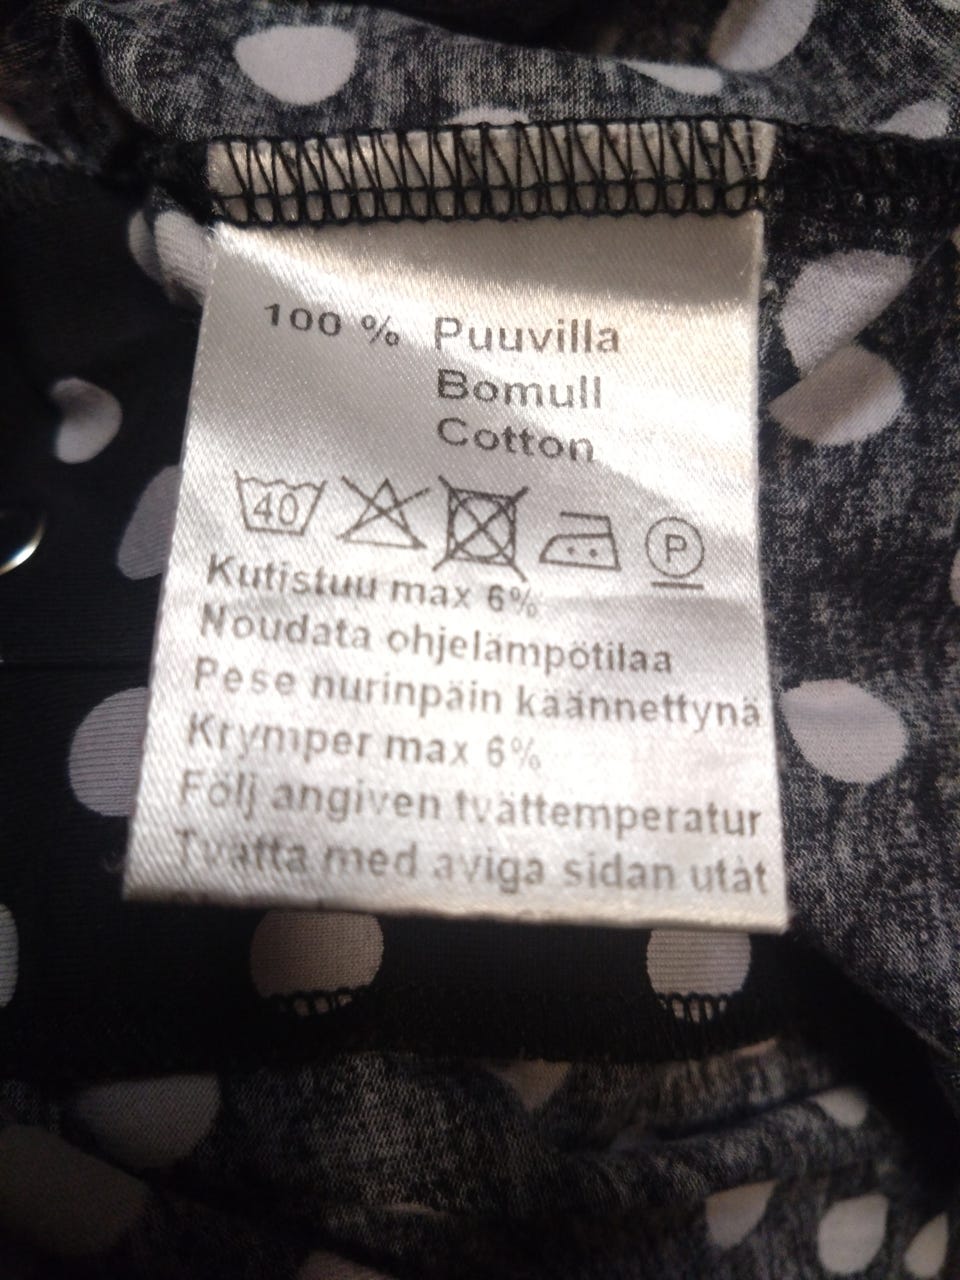 100 % Puuvilla
Bomull
Cotton
40 P
Kutistuu max 6%
Noudata ohjelämpötilaa
Pese nurinpäin käännettynä
Krymper max 6%
Följ angiven tvättemperatur
Tvätta med aviga sidan utåt